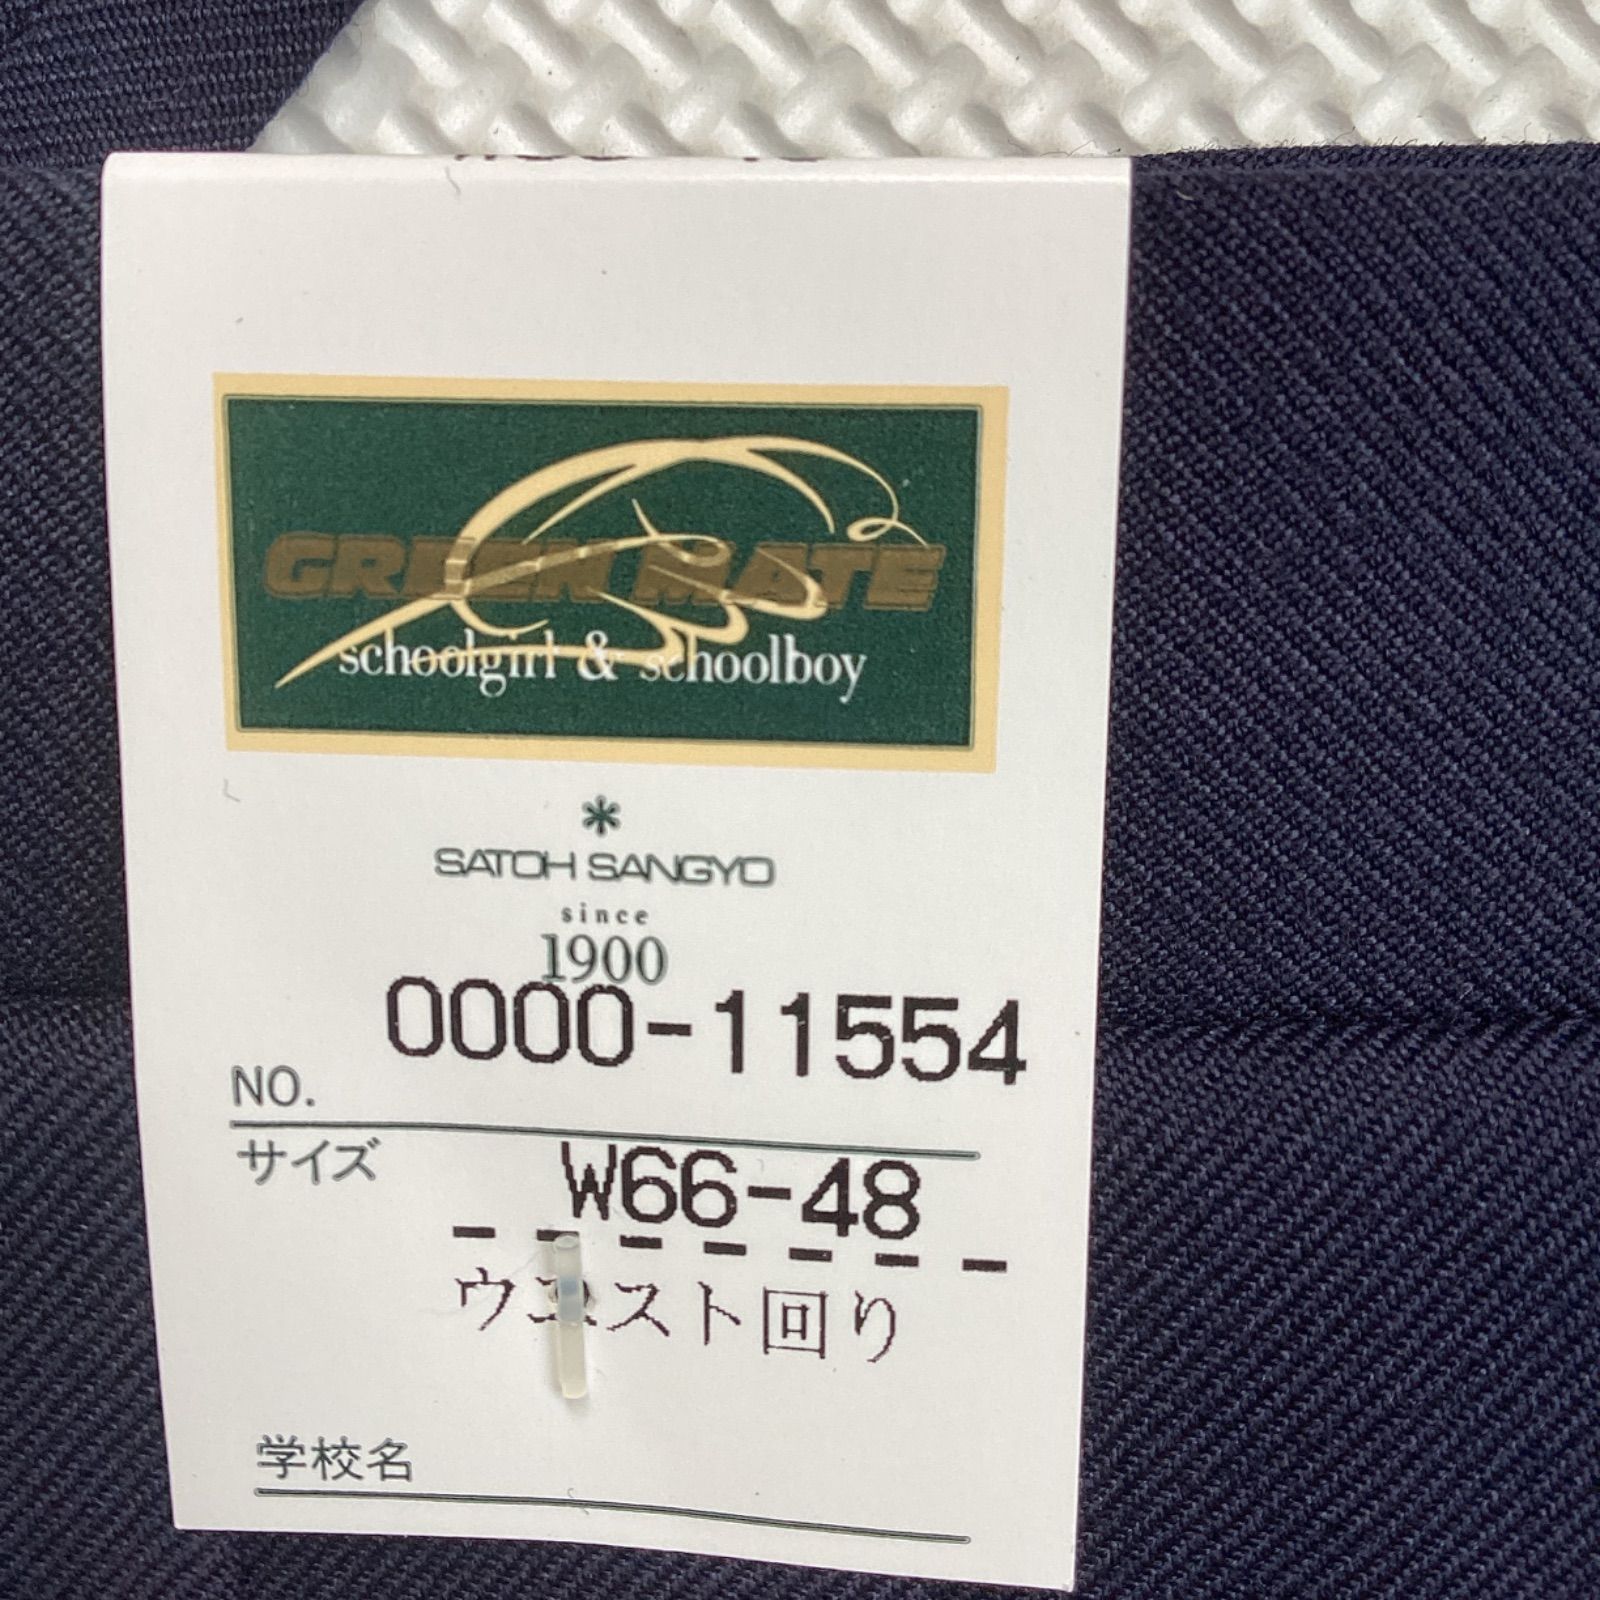 GREEN MATE
schoolgirl & schoolboy
SATOH SANGYO
since
1900
0000-11554
NO.
サイズ W66-48
ウエスト回り
学校名